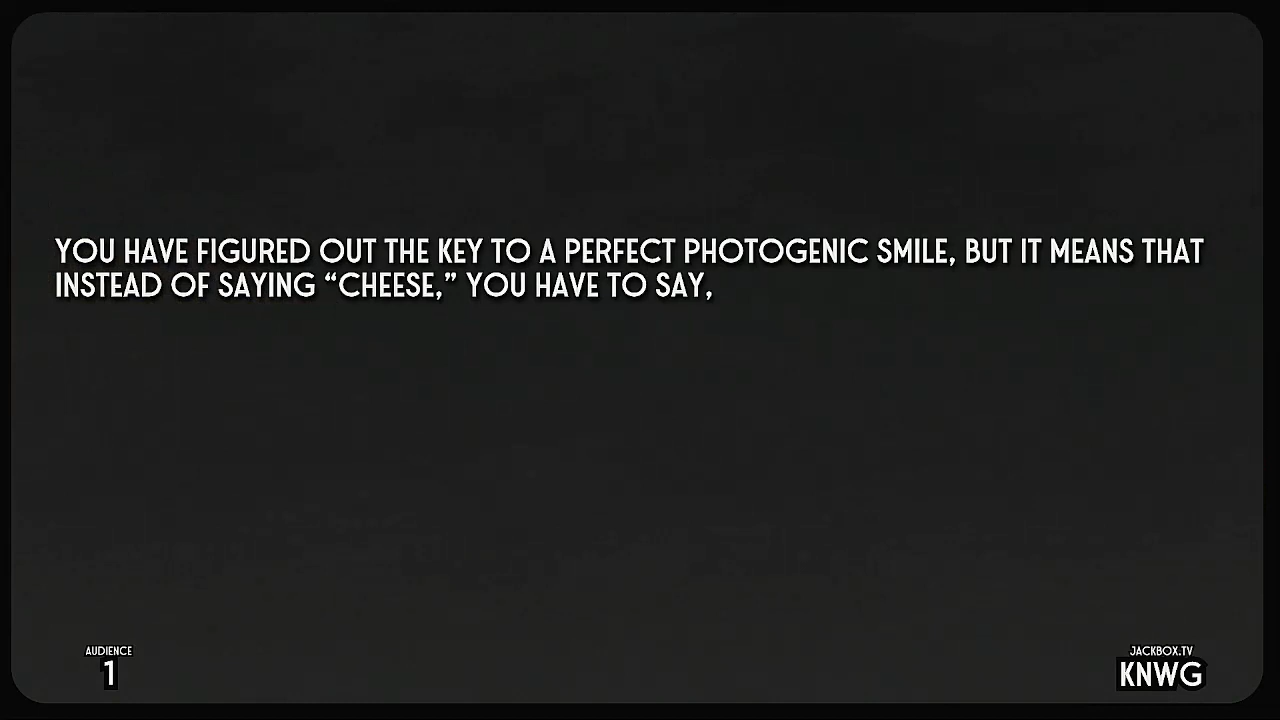 YOU HAVE FIGURED OUT THE KEY TO A PERFECT PHOTOGENIC SMILE, BUT IT MEANS THAT
INSTEAD OF SAYING “CHEESE,” YOU HAVE TO SAY,
AUDIENCE
1
JACKBOX.TV
KNWG